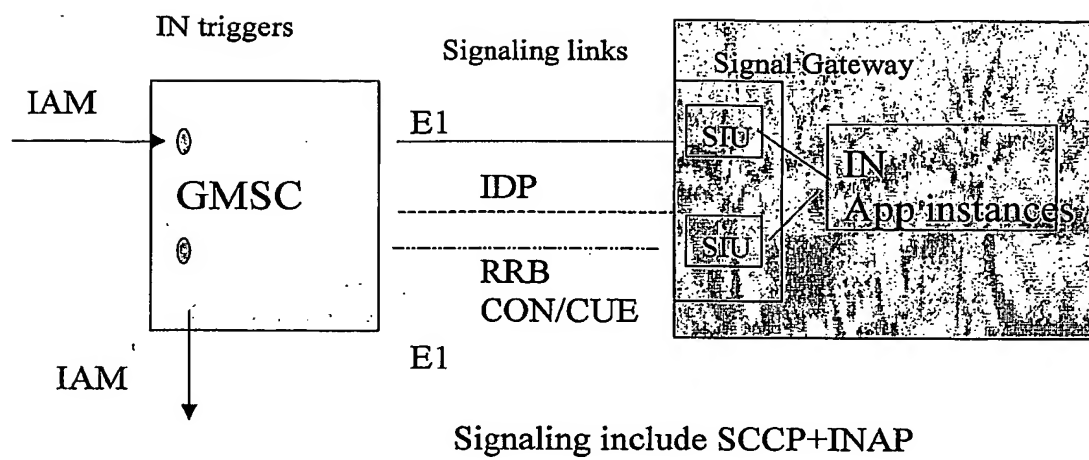 IN triggers
Signaling links
Signal Gateway
IAM
E1
SIU
GMSC
IDP
IN
App instances
SIU
RRB
CON/CUE
IAM
E1
Signaling include SCCP+INAP